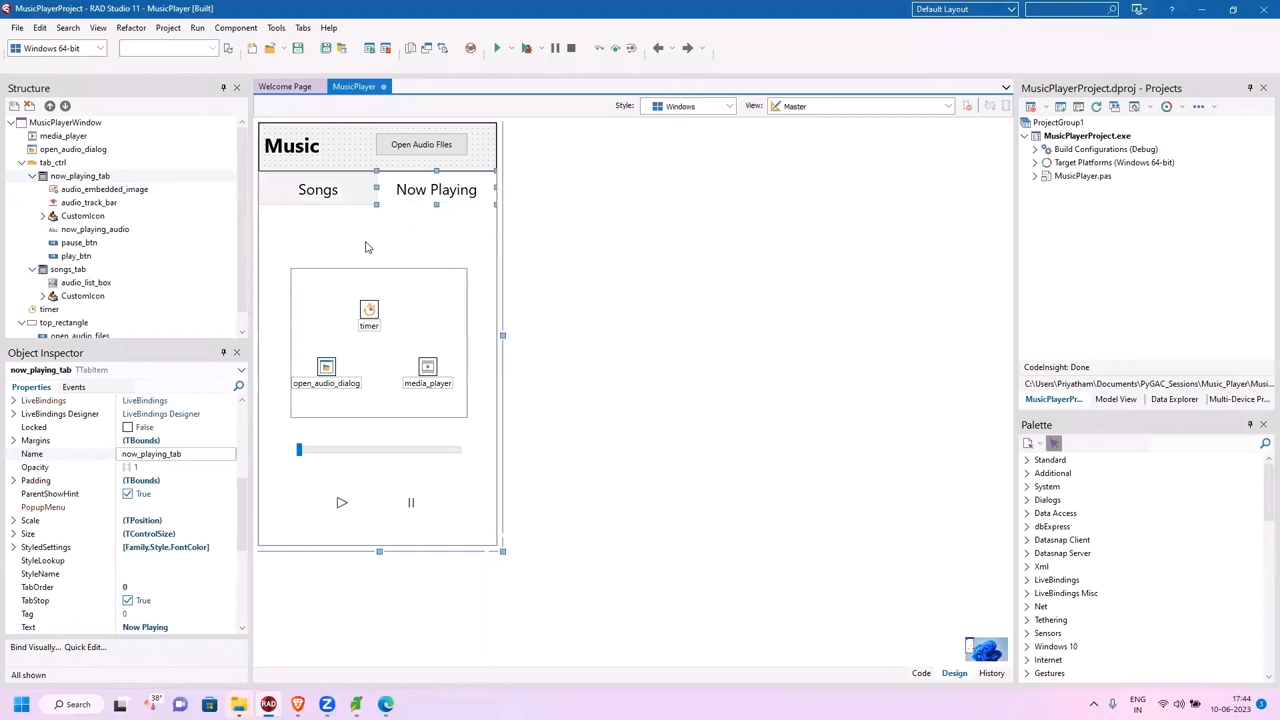 MusicPlayerProject - RAD Studio 11 - MusicPlayer [Built]
Default Layout
File Edit Search View Refactor Project Run Component Tools Tabs Help
Windows 64-bit
Structure
MusicPlayerWindow
media_player
open_audio_dialog
tab_ctrl
now_playing_tab
audio_embedded_image
audio_track_bar
CustomIcon
now_playing_audio
pause_btn
play_btn
songs_tab
audio_list_box
CustomIcon
timer
top_rectangle
open_audio_files
Object Inspector
now_playing_tab TTabItem
Properties Events
LiveBindings LiveBindings
LiveBindings Designer LiveBindings Designer
Locked False
Margins (TBounds)
Name now_playing_tab
Opacity 1
Padding (TBounds)
ParentShowHint True
PopupMenu
Scale (TPosition)
Size (TControlSize)
StyledSettings [Family,Style,FontColor]
StyleLookup
StyleName
TabOrder 0
TabStop True
Tag 0
Text Now Playing
Bind Visually... Quick Edit...
All shown
Welcome Page MusicPlayer
Style: Windows View: Master
Music Open Audio FIles
Songs Now Playing
timer
open_audio_dialog media_player
Code Design History
MusicPlayerProject.dproj - Projects
ProjectGroup1
MusicPlayerProject.exe
Build Configurations (Debug)
Target Platforms (Windows 64-bit)
MusicPlayer.pas
CodeInsight: Done
C:\Users\Priyatham\Documents\PyGAC_Sessions\Music_Player\Musi...
MusicPlayerPr... Model View Data Explorer Multi-Device Pr...
Palette
Standard
Additional
System
Dialogs
Data Access
dbExpress
Datasnap Client
Datasnap Server
Xml
LiveBindings
LiveBindings Misc
Net
Tethering
Sensors
Windows 10
Internet
Gestures
Search
38°
RAD
ENG
IN
17:44
10-06-2023
3